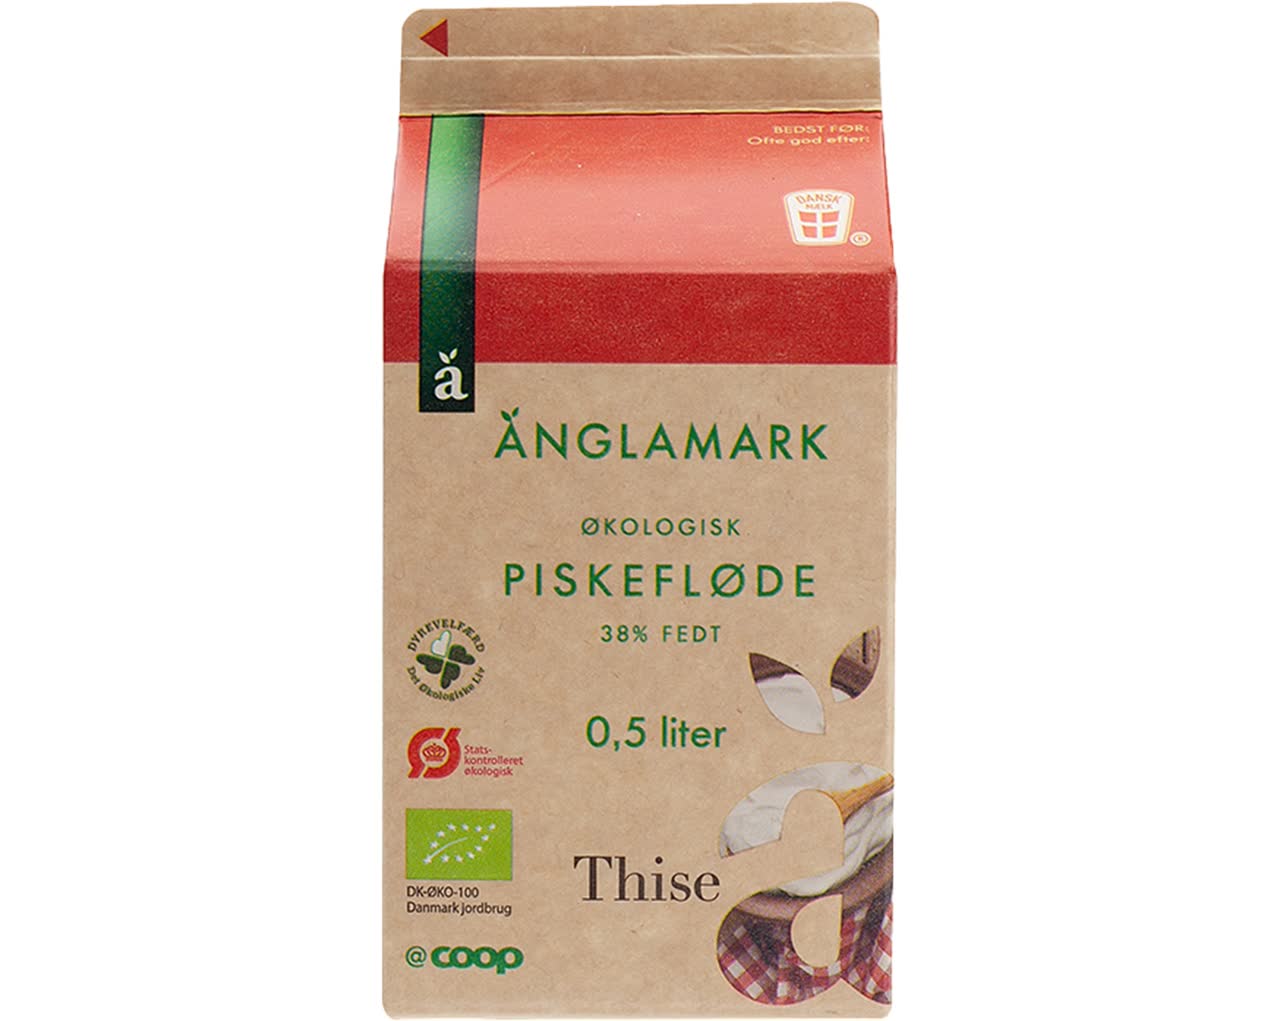 BEDST FØR:
Ofte god efter:
DANSK
MÆLK
®
å
ÄNGLAMARK
ØKOLOGISK
PISKEFLØDE
38% FEDT
DYREVELFÆRD
Det Økologiske Liv
0,5 liter
Ø
Stats-
kontrolleret
økologisk
Thise
DK-ØKO-100
Danmark Jordbrug
@ coop